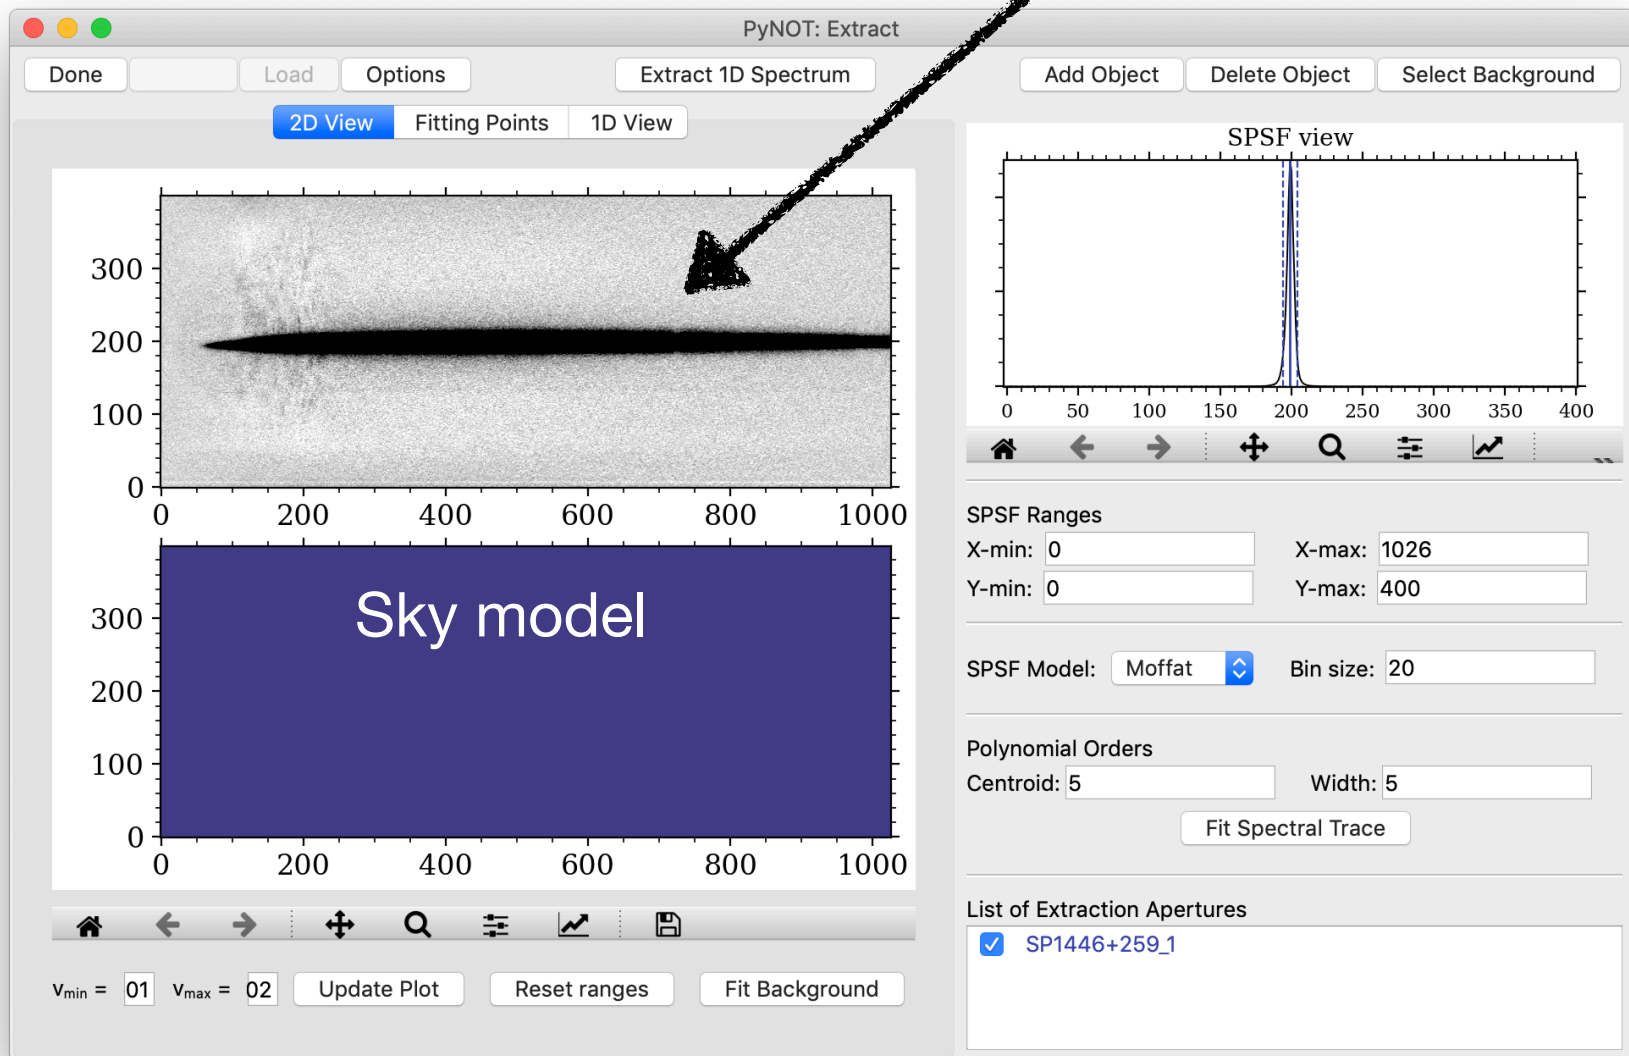 PyNOT: Extract
Done Load Options Extract 1D Spectrum Add Object Delete Object Select Background
2D View Fitting Points 1D View
SPSF view
0 50 100 150 200 250 300 350 400
300
200
100
0
0 200 400 600 800 1000
Sky model
300
200
100
0
0 200 400 600 800 1000
SPSF Ranges
X-min: 0 X-max: 1026
Y-min: 0 Y-max: 400
SPSF Model: Moffat Bin size: 20
Polynomial Orders
Centroid: 5 Width: 5
Fit Spectral Trace
List of Extraction Apertures
SP1446+259_1
vmin = 01 vmax = 02 Update Plot Reset ranges Fit Background